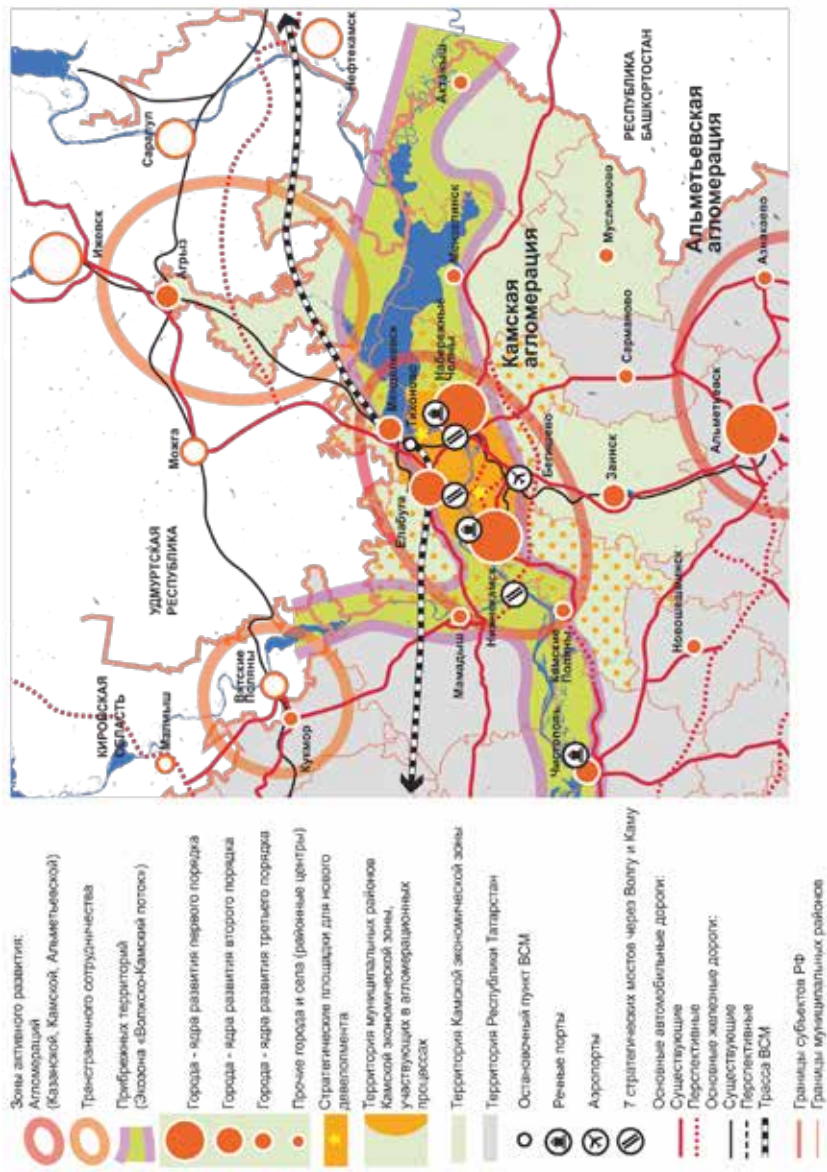 Зоны активного развития:
Агломераций
(Казанской, Камской, Альметьевской)
Трансграничного сотрудничества
Прибрежных территорий
(Экозона «Волжско-Камский поток»)
Города - ядра развития первого порядка
Города - ядра развития второго порядка
Города - ядра развития третьего порядка
Прочие города и села (районные центры)
Стратегические площадки для нового
девелопмента
Территория муниципальных районов
Камской экономической зоны,
участвующих в агломерационных
процессах
Территория Камской экономической зоны
Территория Республики Татарстан
Остановочный пункт ВСМ
Речные порты
Аэропорты
7 стратегических мостов через Волгу и Каму
Основные автомобильные дороги:
Существующие
Перспективные
Основные железные дороги:
Существующие
Перспективные
Трасса ВСМ
Границы субъектов РФ
Границы муниципальных районов
КИРОВСКАЯ
ОБЛАСТЬ
Малмыж
Вятские
Поляны
Кукмор
УДМУРТСКАЯ
РЕСПУБЛИКА
Можга
Ижевск
Агрыз
Сарапул
Нефтекамск
Менделеевск
Тихоново
Елабуга
Набережные
Челны
Нижнекамск
Мамадыш
Камские
Поляны
Чистополь
Бегишево
Камская
агломерация
Мензелинск
Актаныш
РЕСПУБЛИКА
БАШКОРТОСТАН
Муслюмово
Сарманово
Заинск
Новошешминск
Альметьевская
агломерация
Альметьевск
Азнакаево